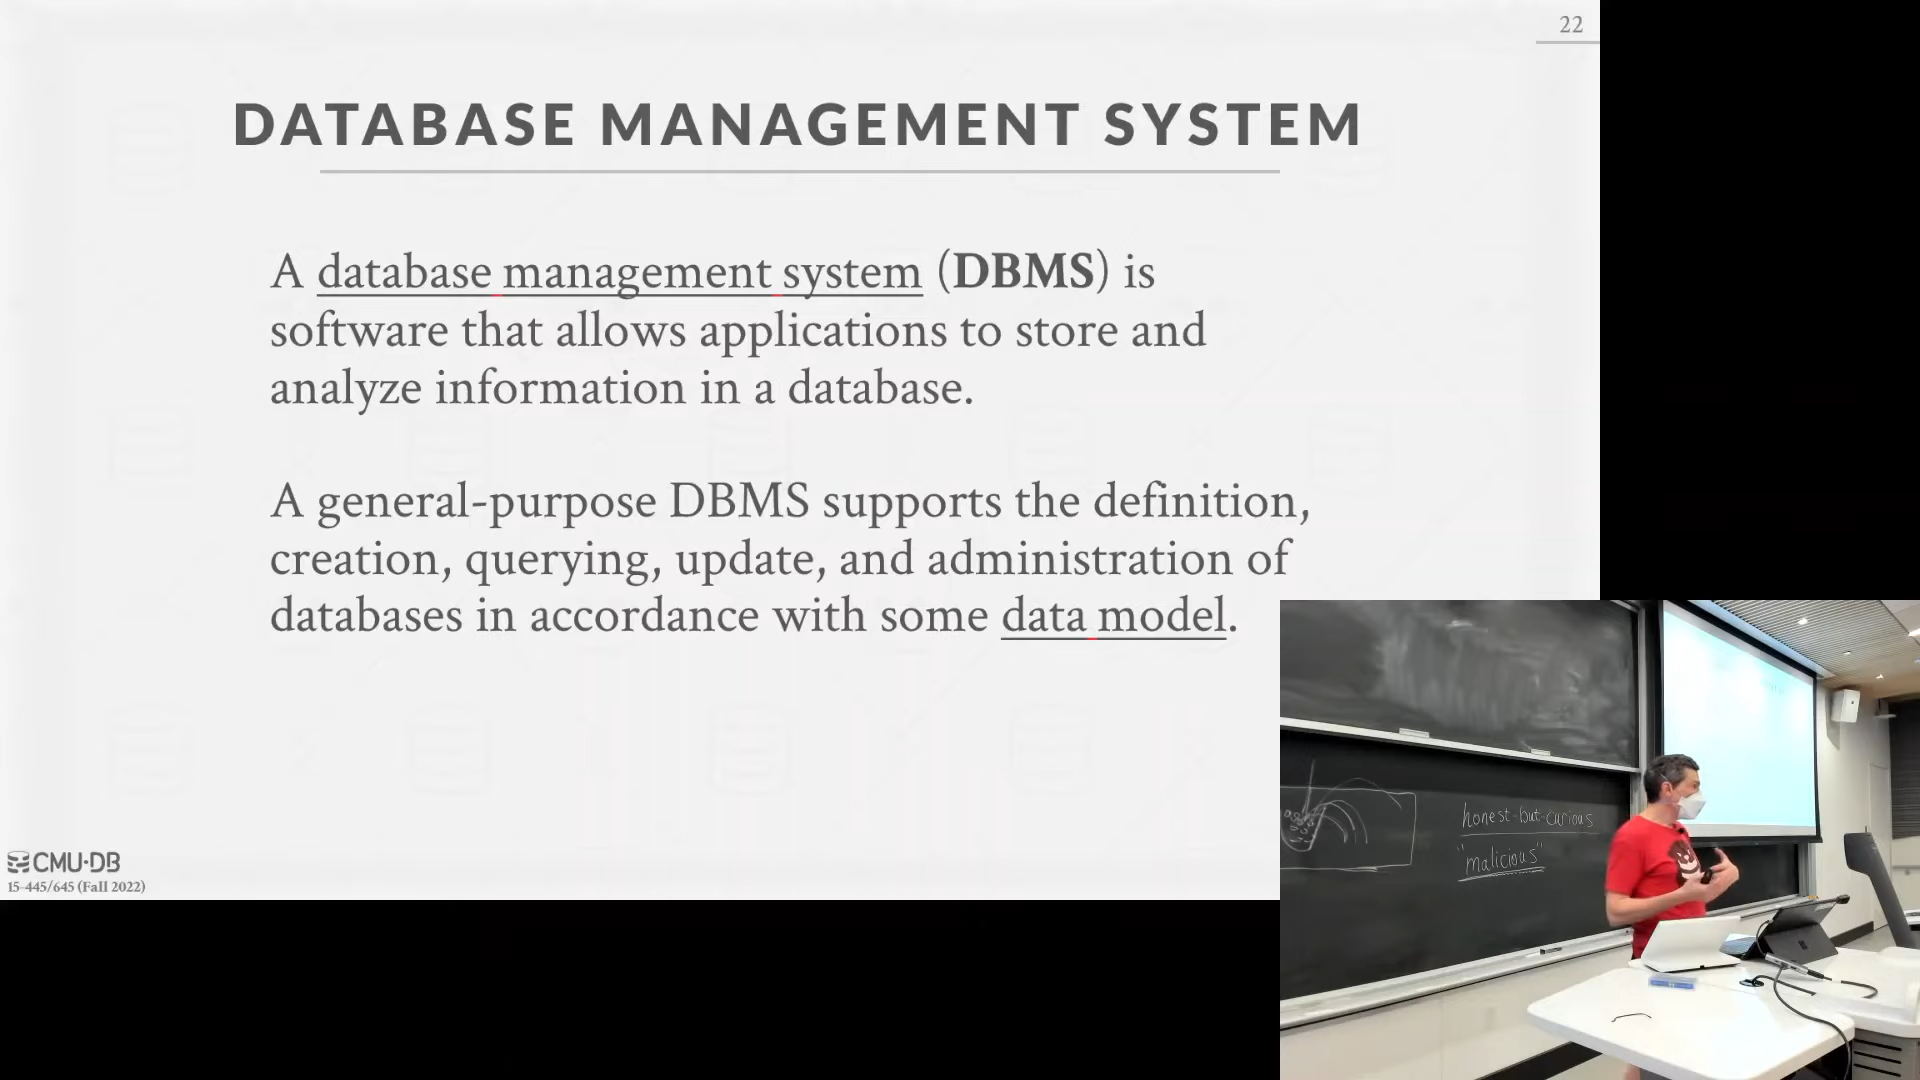 22
DATABASE MANAGEMENT SYSTEM
A database management system (DBMS) is
software that allows applications to store and
analyze information in a database.
A general-purpose DBMS supports the definition,
creation, querying, update, and administration of
databases in accordance with some data model.
CMU·DB
15-445/645 (Fall 2022)
honest-but-curious
"malicious"